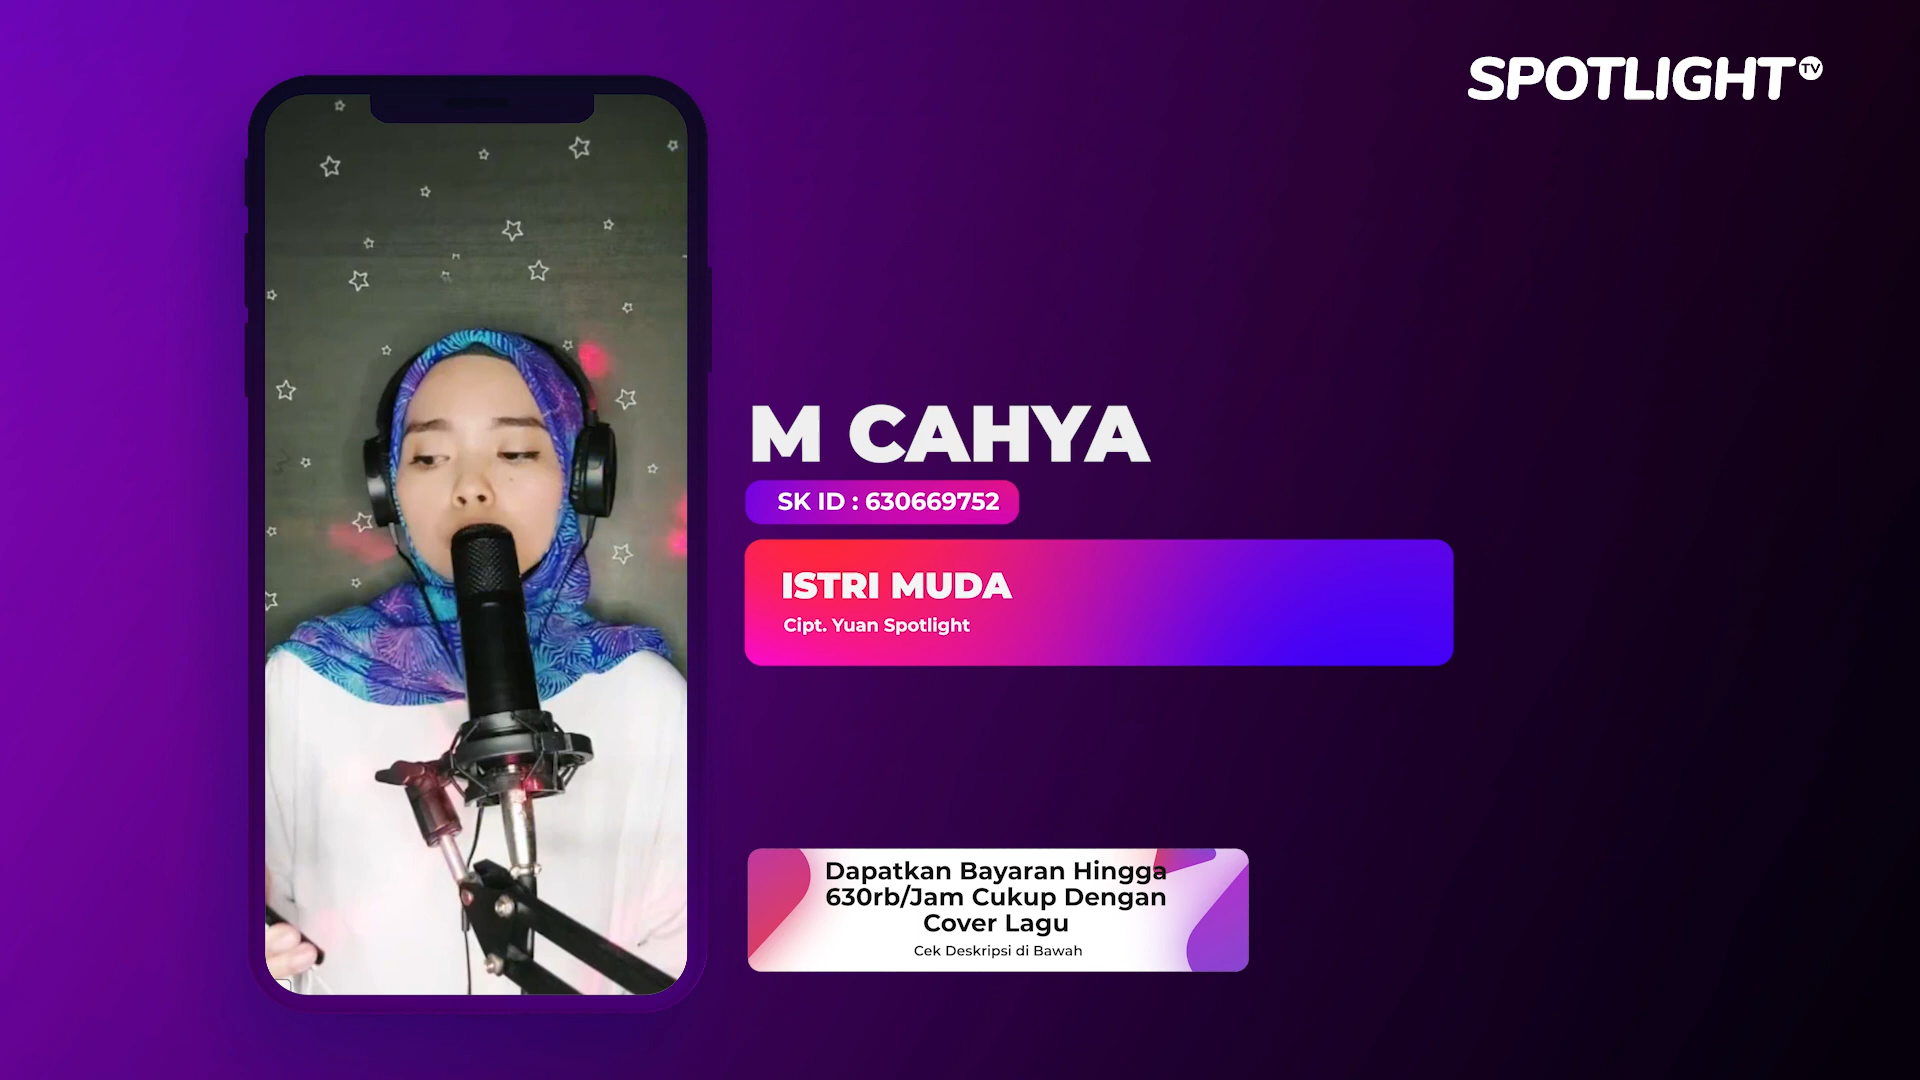 SPOTLIGHT TV
M CAHYA
SK ID : 630669752
ISTRI MUDA
Cipt. Yuan Spotlight
Dapatkan Bayaran Hingga
630rb/Jam Cukup Dengan
Cover Lagu
Cek Deskripsi di Bawah